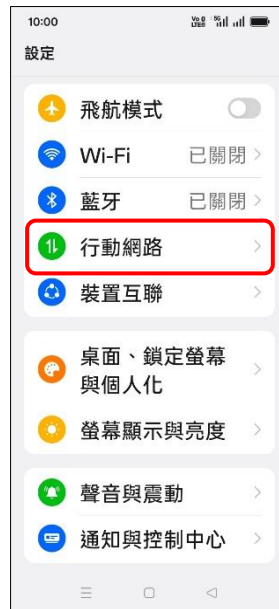 10:00
設定
飛航模式
Wi-Fi 已關閉
藍牙 已關閉
行動網路
裝置互聯
桌面、鎖定螢幕
與個人化
螢幕顯示與亮度
聲音與震動
通知與控制中心